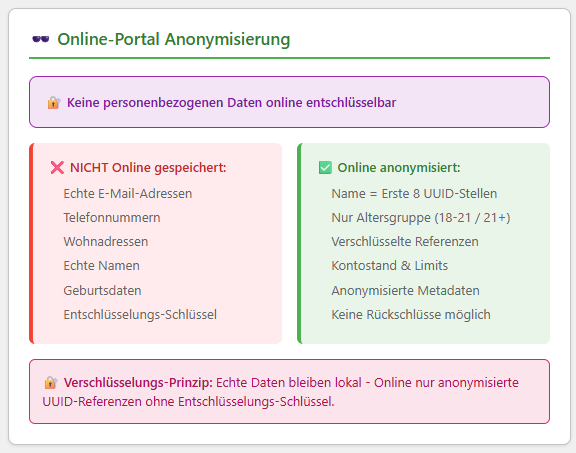 🕶️ Online-Portal Anonymisierung
🔐 Keine personenbezogenen Daten online entschlüsselbar
❌ NICHT Online gespeichert:
Echte E-Mail-Adressen
Telefonnummern
Wohnadressen
Echte Namen
Geburtsdaten
Entschlüsselungs-Schlüssel
✅ Online anonymisiert:
Name = Erste 8 UUID-Stellen
Nur Altersgruppe (18-21 / 21+)
Verschlüsselte Referenzen
Kontostand & Limits
Anonymisierte Metadaten
Keine Rückschlüsse möglich
🔐 Verschlüsselungs-Prinzip: Echte Daten bleiben lokal - Online nur anonymisierte
UUID-Referenzen ohne Entschlüsselungs-Schlüssel.